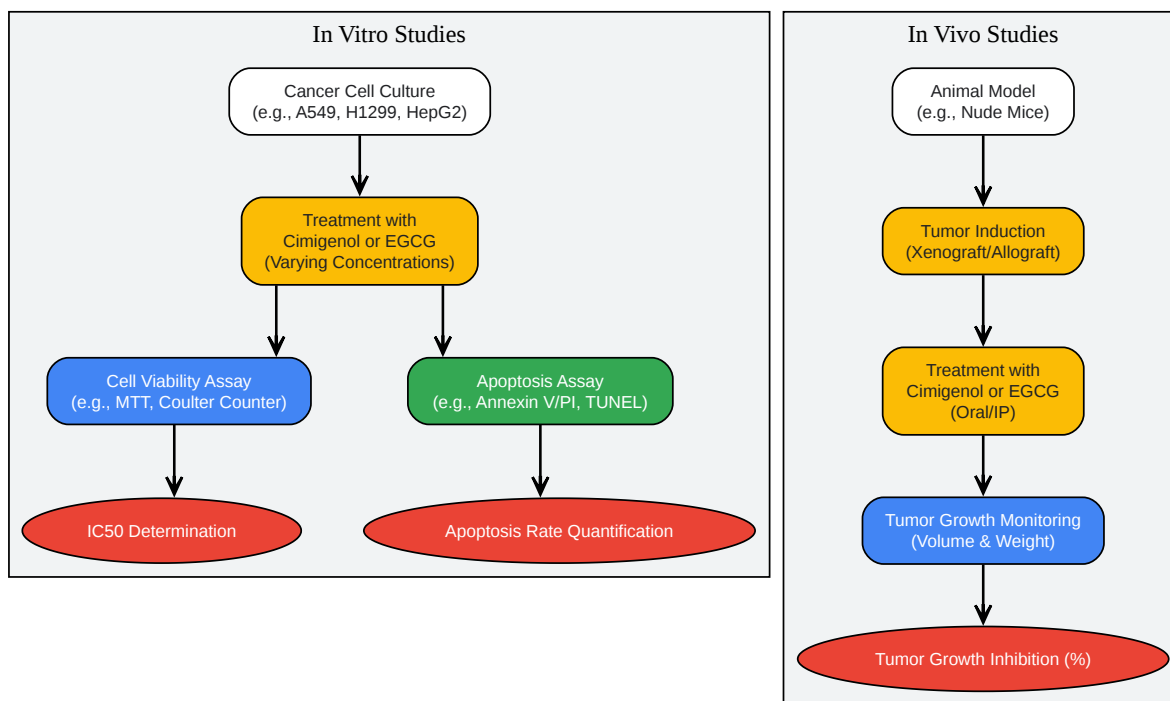 In Vitro Studies
Cancer Cell Culture
(e.g., A549, H1299, HepG2)
Treatment with
Cimigenol or EGCG
(Varying Concentrations)
Cell Viability Assay
(e.g., MTT, Coulter Counter)
Apoptosis Assay
(e.g., Annexin V/PI, TUNEL)
IC50 Determination
Apoptosis Rate Quantification
In Vivo Studies
Animal Model
(e.g., Nude Mice)
Tumor Induction
(Xenograft/Allograft)
Treatment with
Cimigenol or EGCG
(Oral/IP)
Tumor Growth Monitoring
(Volume & Weight)
Tumor Growth Inhibition (%)